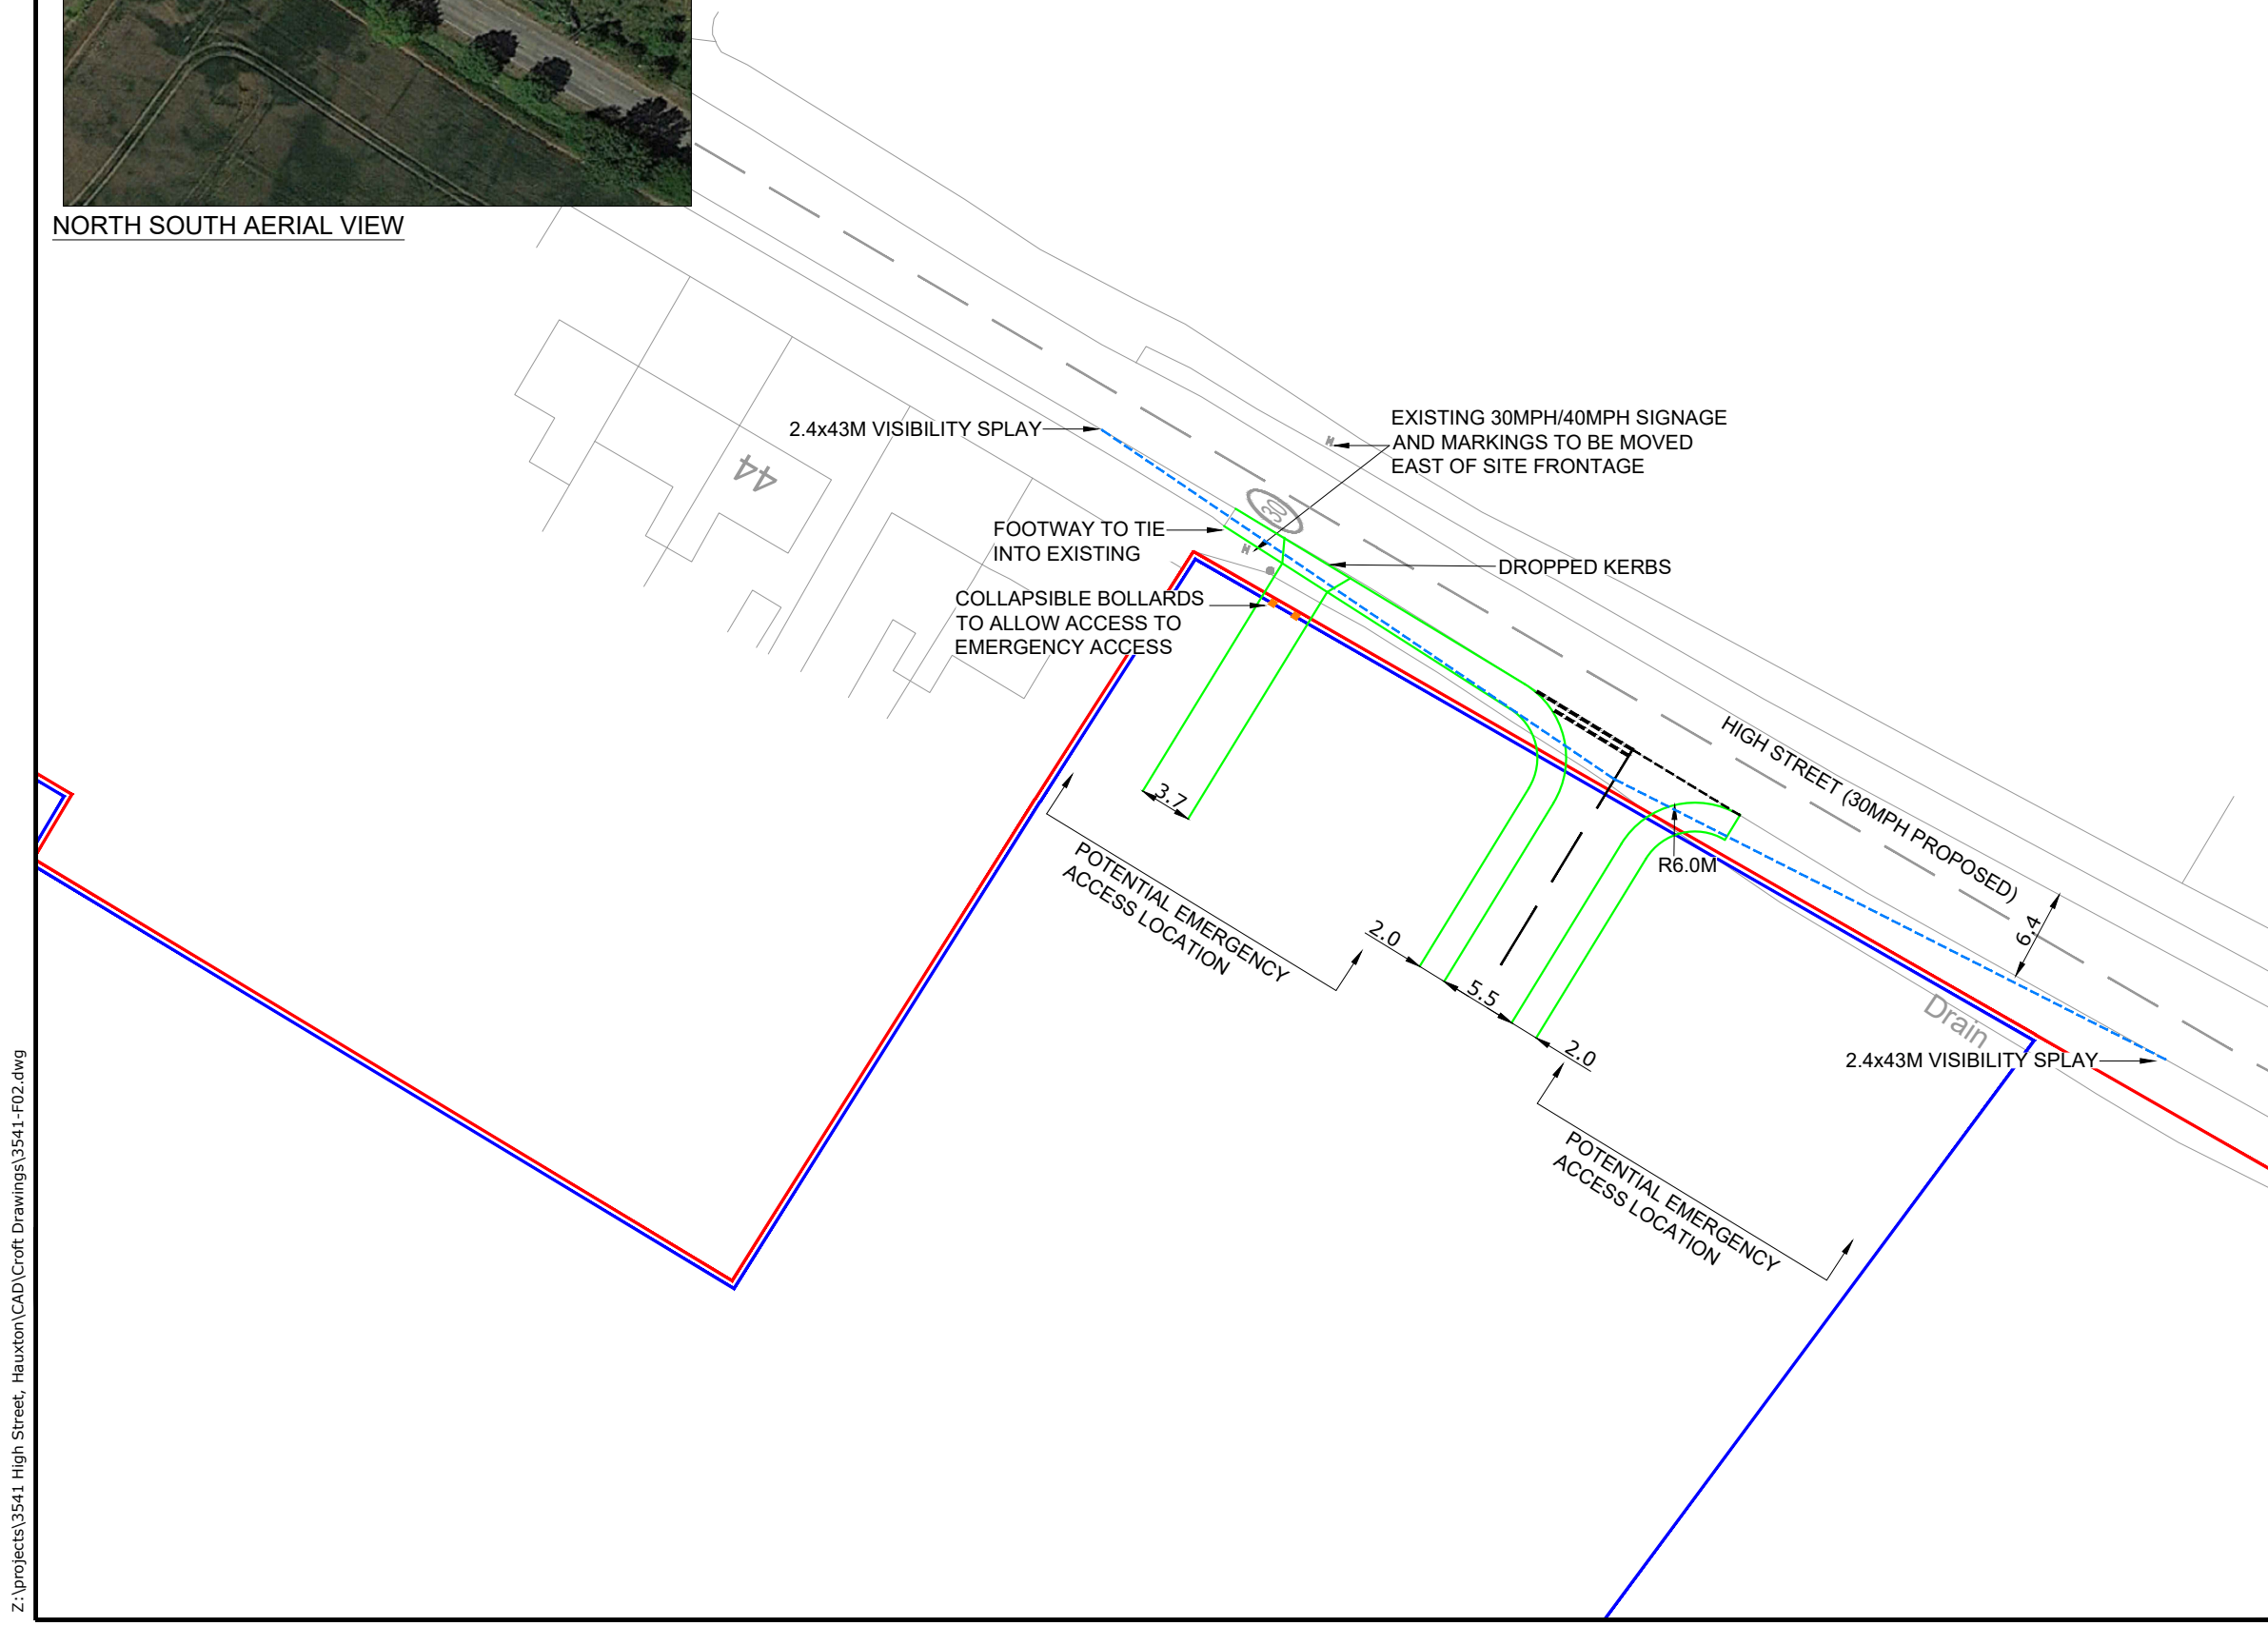 NORTH SOUTH AERIAL VIEW
2.4x43M VISIBILITY SPLAY
EXISTING 30MPH/40MPH SIGNAGE
AND MARKINGS TO BE MOVED
EAST OF SITE FRONTAGE
44
30
FOOTWAY TO TIE
INTO EXISTING
DROPPED KERBS
COLLAPSIBLE BOLLARDS
TO ALLOW ACCESS TO
EMERGENCY ACCESS
HIGH STREET (30MPH PROPOSED)
3.7
R6.0M
POTENTIAL EMERGENCY
ACCESS LOCATION
6.4
2.0
5.5
2.0
Drain
2.4x43M VISIBILITY SPLAY
POTENTIAL EMERGENCY
ACCESS LOCATION
Z:\projects\3541 High Street, Hauxton\CAD\Croft Drawings\3541-F02.dwg